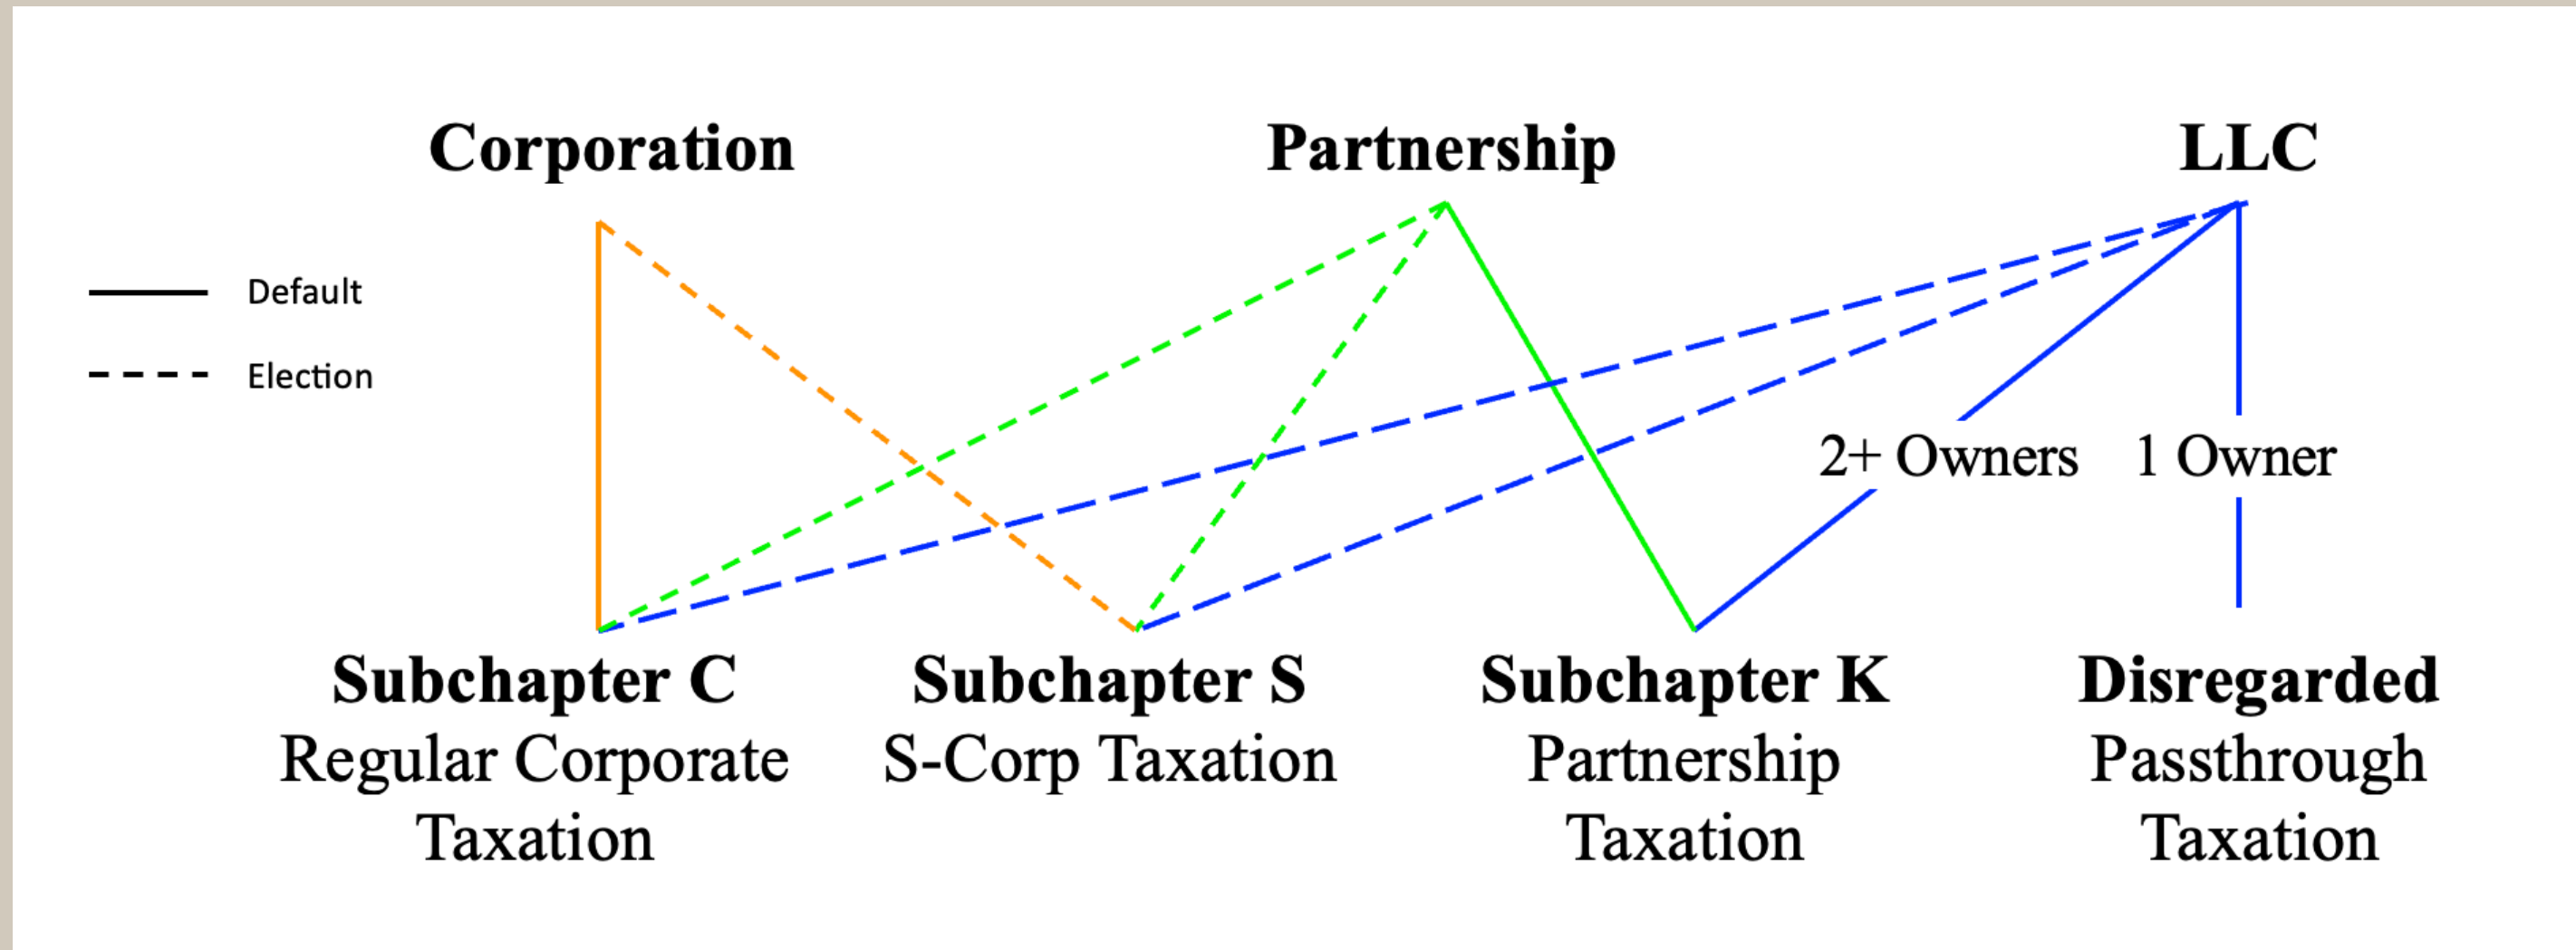 Corporation
Partnership
LLC
Default
Election
2+ Owners
1 Owner
Subchapter C
Regular Corporate
Taxation
Subchapter S
S-Corp Taxation
Subchapter K
Partnership
Taxation
Disregarded
Passthrough
Taxation